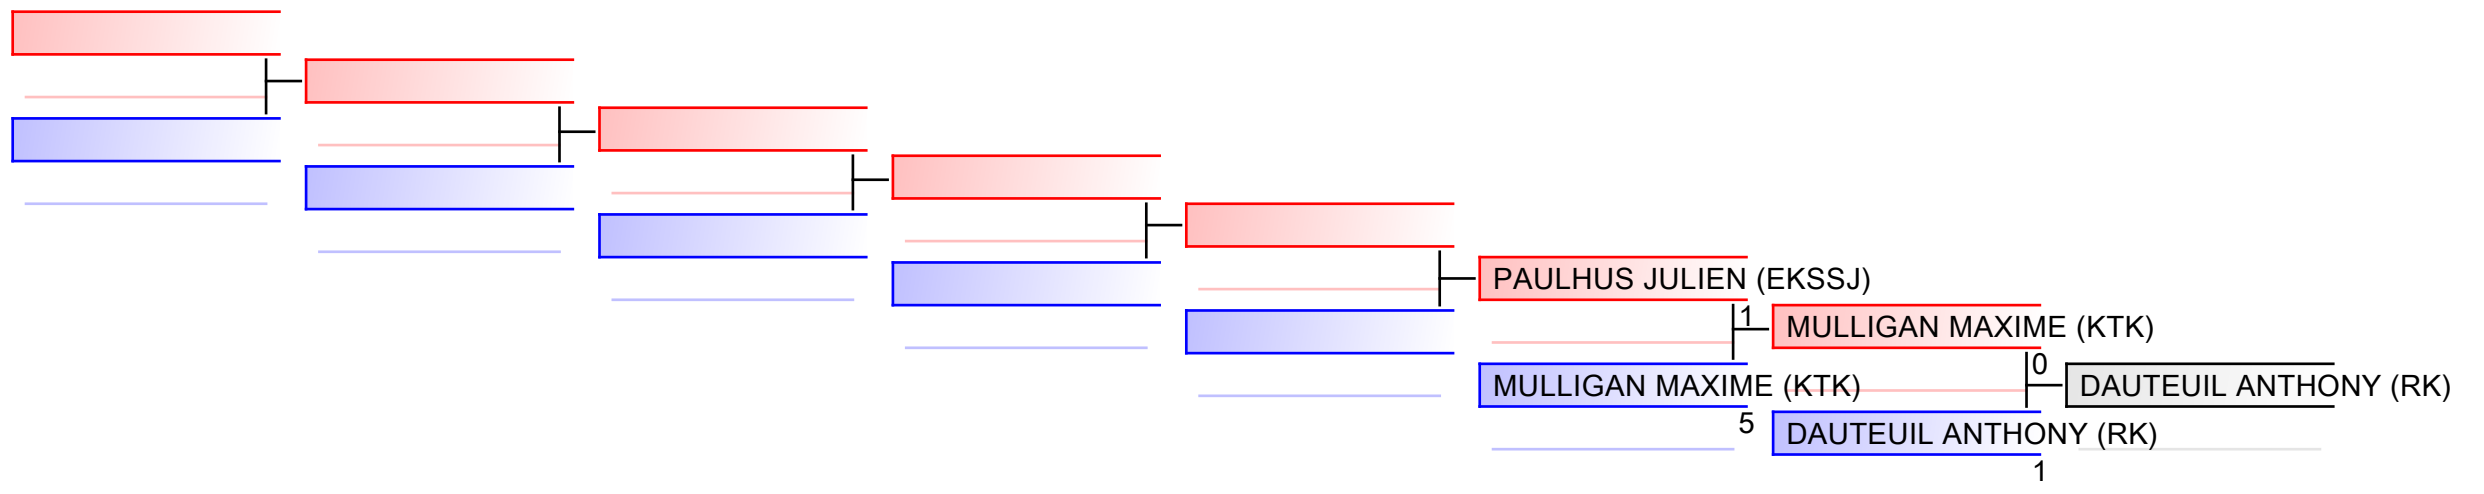 PAULHUS JULIEN (EKSSJ)
1
MULLIGAN MAXIME (KTK)
0
MULLIGAN MAXIME (KTK)
DAUTEUIL ANTHONY (RK)
5
DAUTEUIL ANTHONY (RK)
1